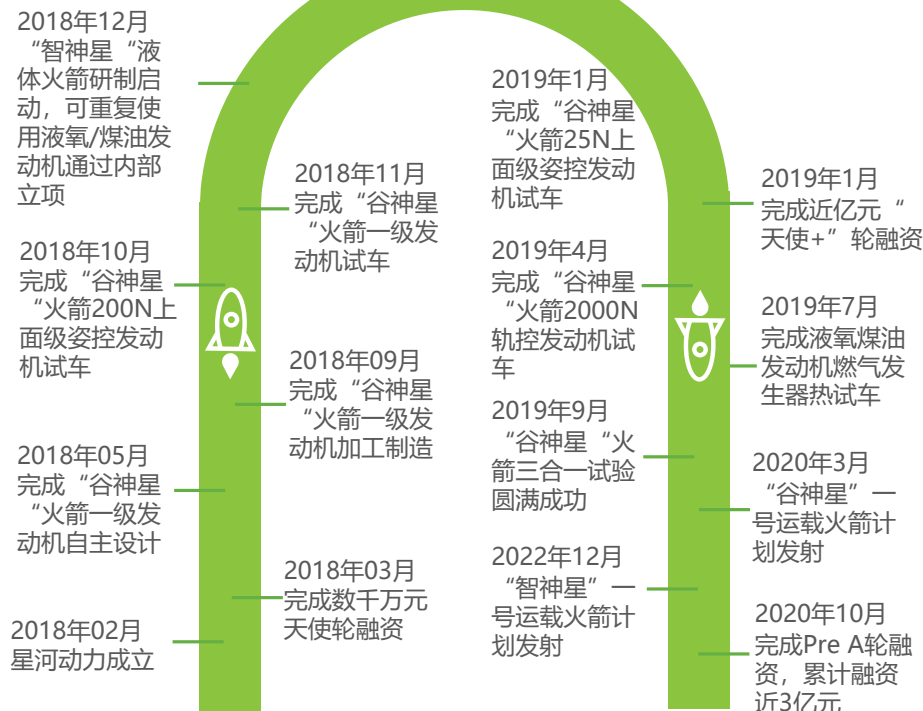 2018年12月
“智神星“液
体火箭研制启
动，可重复使
用液氧/煤油发
动机通过内部
立项
2018年11月
完成“谷神星
“火箭一级发
动机试车
2018年10月
完成“谷神星
“火箭200N上
面级姿控发动
机试车
2018年09月
完成“谷神星
“火箭一级发
动机加工制造
2018年05月
完成“谷神星
“火箭一级发
动机自主设计
2018年03月
完成数千万元
天使轮融资
2018年02月
星河动力成立
2019年1月
完成“谷神星
“火箭25N上
面级姿控发动
机试车
2019年1月
完成近亿元“
天使+”轮融资
2019年4月
完成“谷神星
“火箭2000N
轨控发动机试
车
2019年7月
完成液氧煤油
发动机燃气发
生器热试车
2019年9月
“谷神星“火
箭三合一试验
圆满成功
2020年3月
“谷神星”一
号运载火箭计
划发射
2022年12月
“智神星”一
号运载火箭计
划发射
2020年10月
完成Pre A轮融
资，累计融资
近3亿元